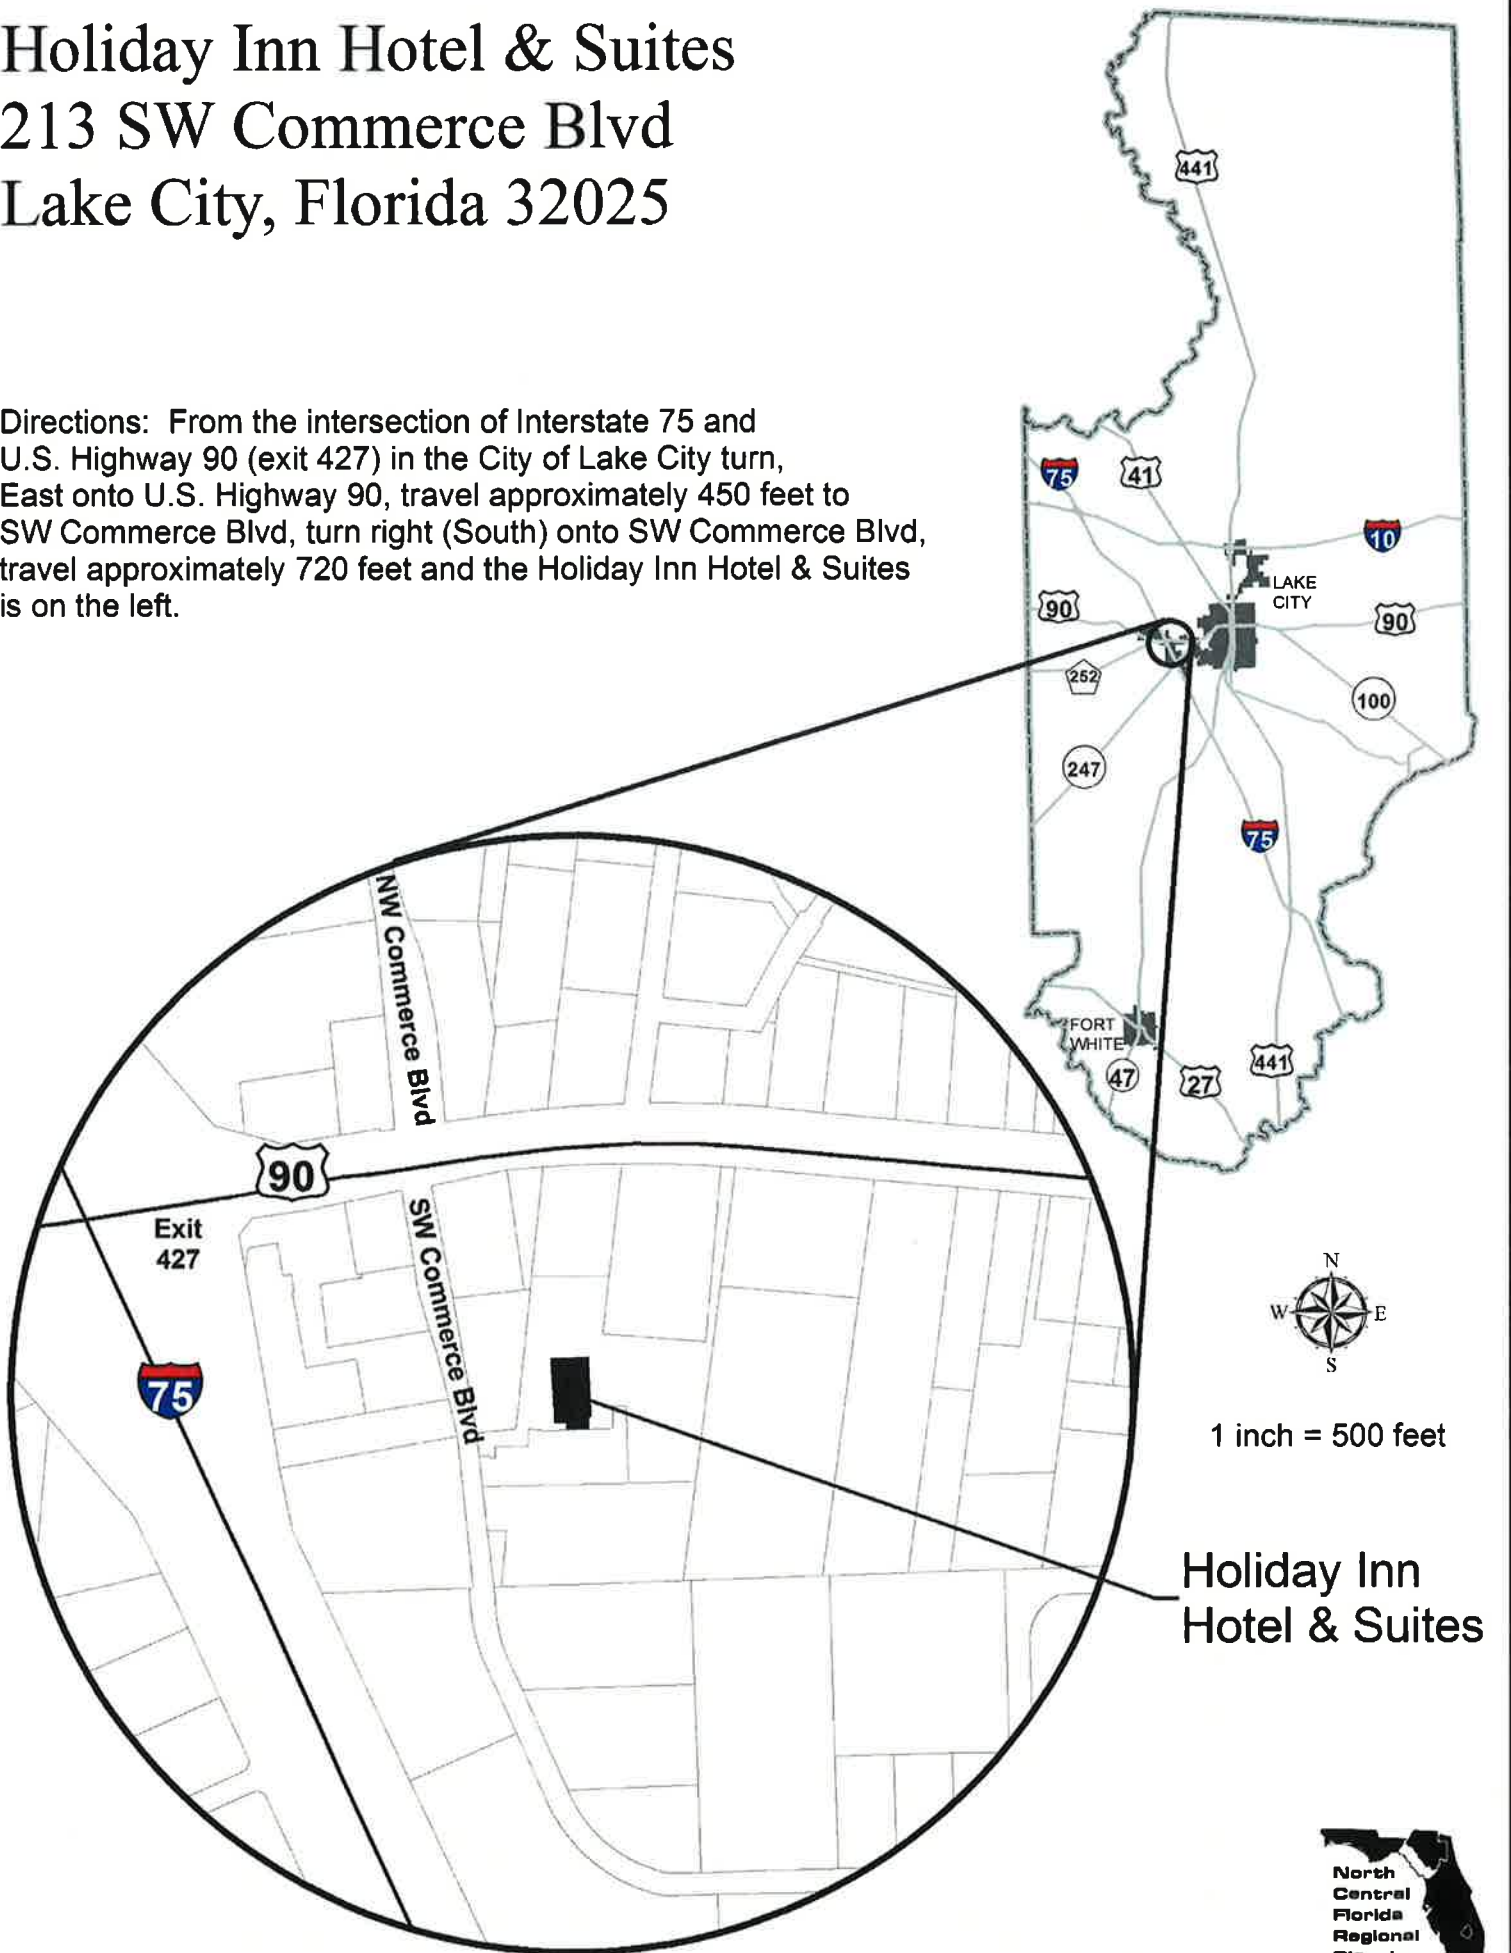 Holiday Inn Hotel & Suites
213 SW Commerce Blvd
Lake City, Florida 32025
Directions: From the intersection of Interstate 75 and
U.S. Highway 90 (exit 427) in the City of Lake City turn,
East onto U.S. Highway 90, travel approximately 450 feet to
SW Commerce Blvd, turn right (South) onto SW Commerce Blvd,
travel approximately 720 feet and the Holiday Inn Hotel & Suites
is on the left.
441
75
41
10
LAKE
CITY
90
90
252
100
247
75
FORT
WHITE
47
27
441
NW Commerce Blvd
90
Exit
427
SW Commerce Blvd
75
N
W
E
S
1 inch = 500 feet
Holiday Inn
Hotel & Suites
North
Central
Florida
Regional